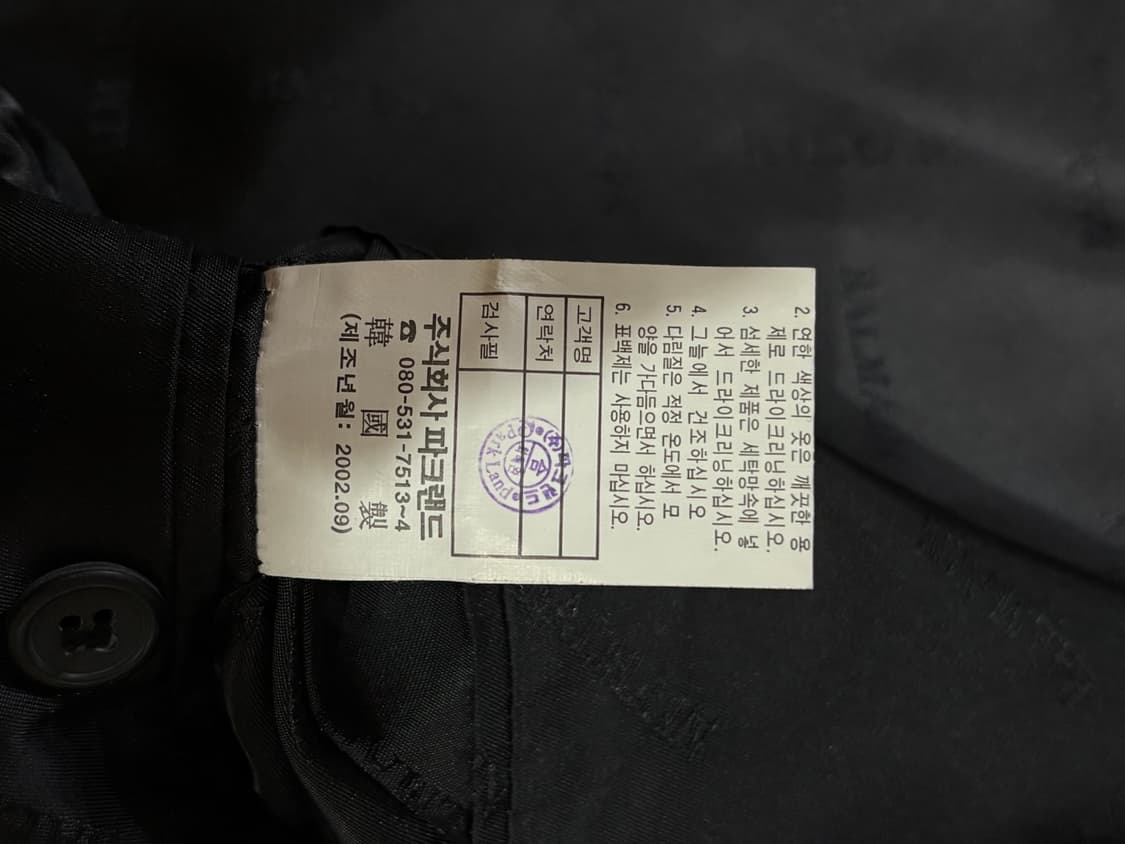 2. 연한 색상의 옷은 깨끗한 용
제로 드라이크리닝하십시오.
3. 섬세한 제품은 세탁망속에 넣
어서 드라이크리닝하십시오.
4. 그늘에서 건조하십시오
5. 다림질은 적정 온도에서 모
양을 가다듬으면서 하십시오.
6. 표백제는 사용하지 마십시오.
고객명
연락처
검사필
(주)파크랜드
Park Land
주식회사 파크랜드
☎ 080-531-7513~4
韓 國 製
(제조년월: 2002.09)